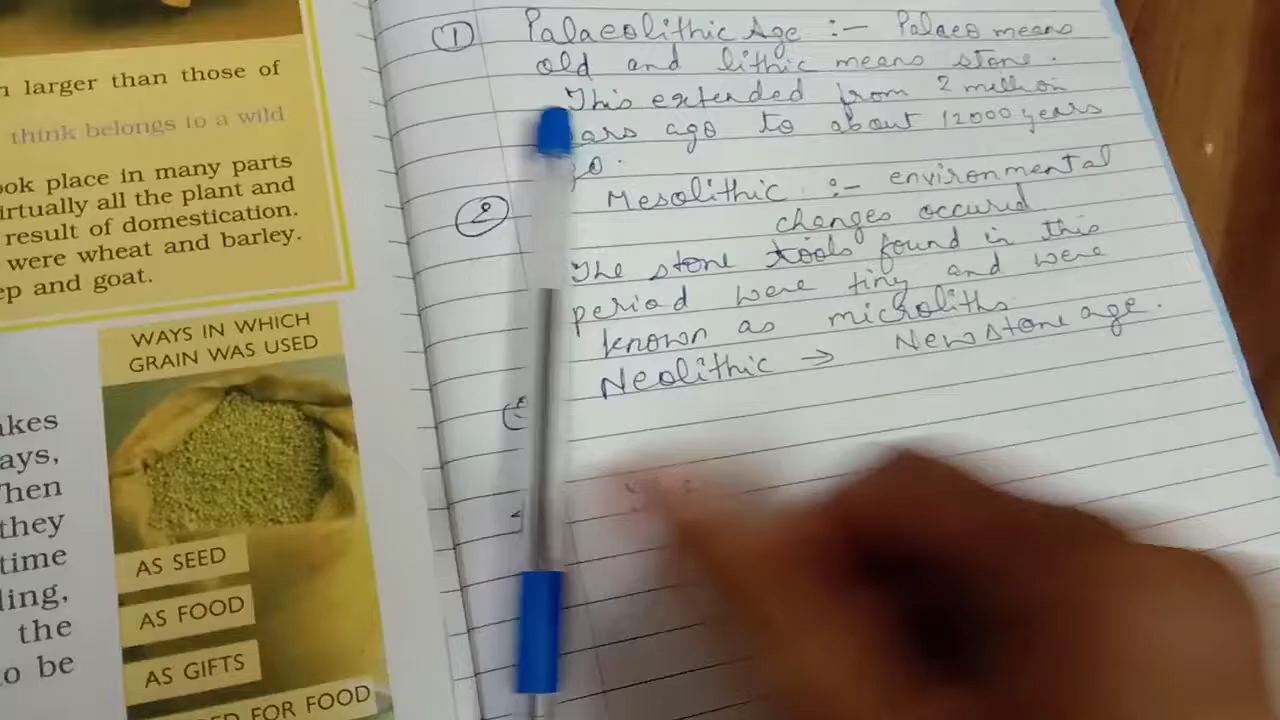 n larger than those of
think belongs to a wild
ook place in many parts
irtually all the plant and
result of domestication.
were wheat and barley.
ep and goat.
WAYS IN WHICH
GRAIN WAS USED
akes
ays,
When
they
time
ling,
the
o be
AS SEED
AS FOOD
AS GIFTS
ED FOR FOOD
① Palaeolithic Age :- Palaeo means
old and lithic means stone.
This extended from 2 million
ars ago to about 12000 years
go.
② Mesolithic :- environmental
changes occured
The stone tools found in this
period were tiny and were
known as microliths
Neolithic → New stone age.